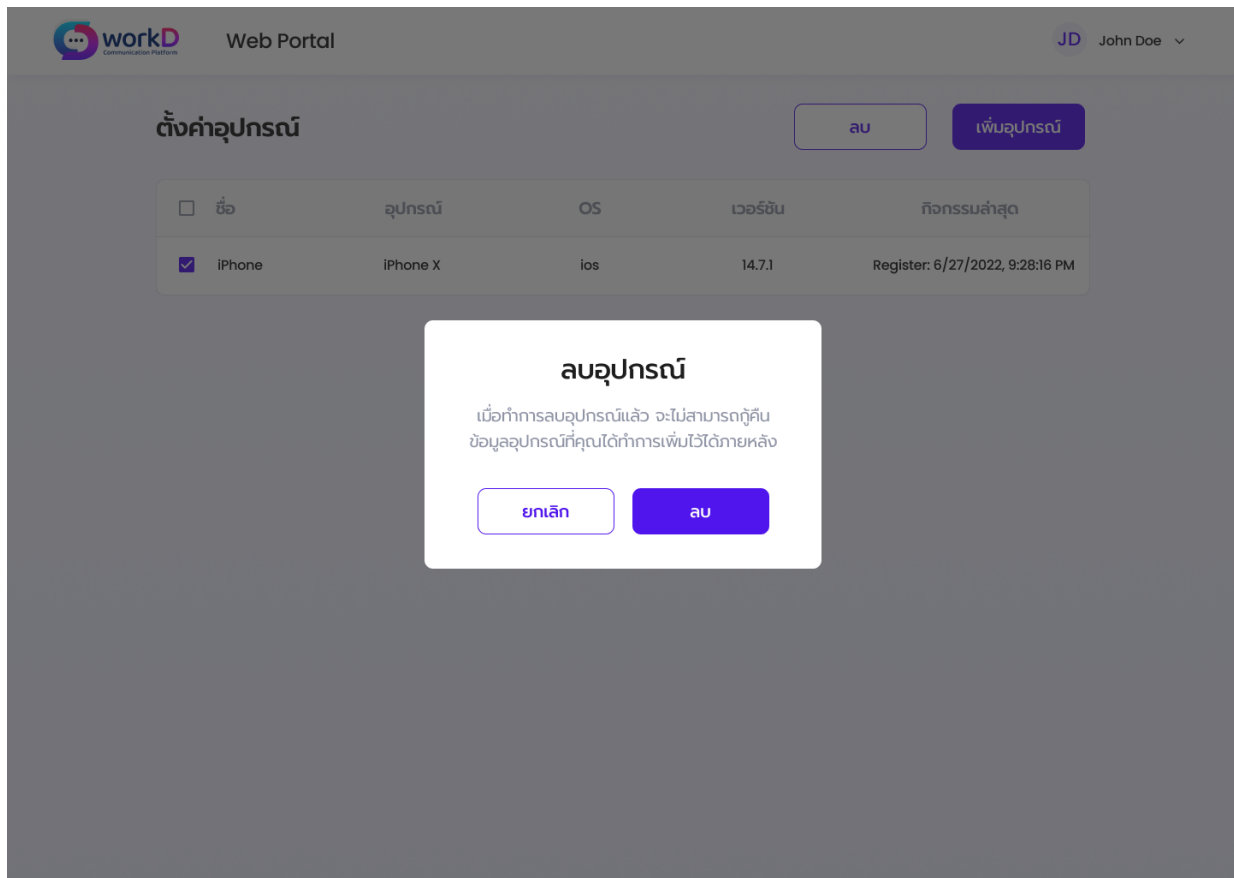 workD
Communication Platform
Web Portal
JD John Doe
ตั้งค่าอุปกรณ์
ลบ
เพิ่มอุปกรณ์
ชื่อ อุปกรณ์ OS เวอร์ชัน กิจกรรมล่าสุด
iPhone iPhone X ios 14.7.1 Register: 6/27/2022, 9:28:16 PM
ลบอุปกรณ์
เมื่อทำการลบอุปกรณ์แล้ว จะไม่สามารถกู้คืน
ข้อมูลอุปกรณ์ที่คุณได้ทำการเพิ่มไว้ได้ภายหลัง
ยกเลิก
ลบ